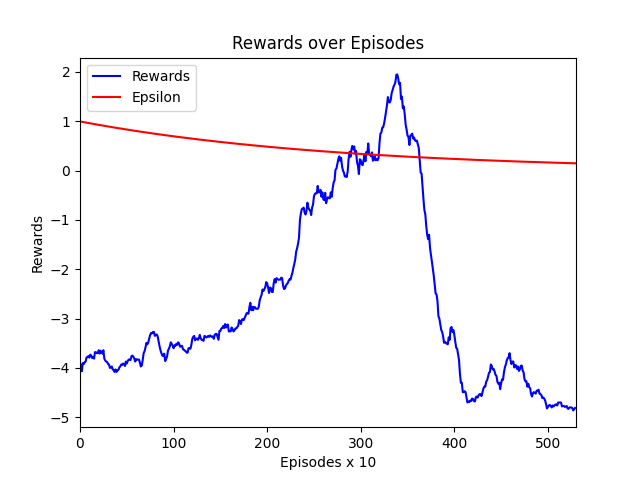 Rewards over Episodes
Rewards
Epsilon
2
1
0
−1
−2
−3
−4
−5
Rewards
0 100 200 300 400 500
Episodes x 10